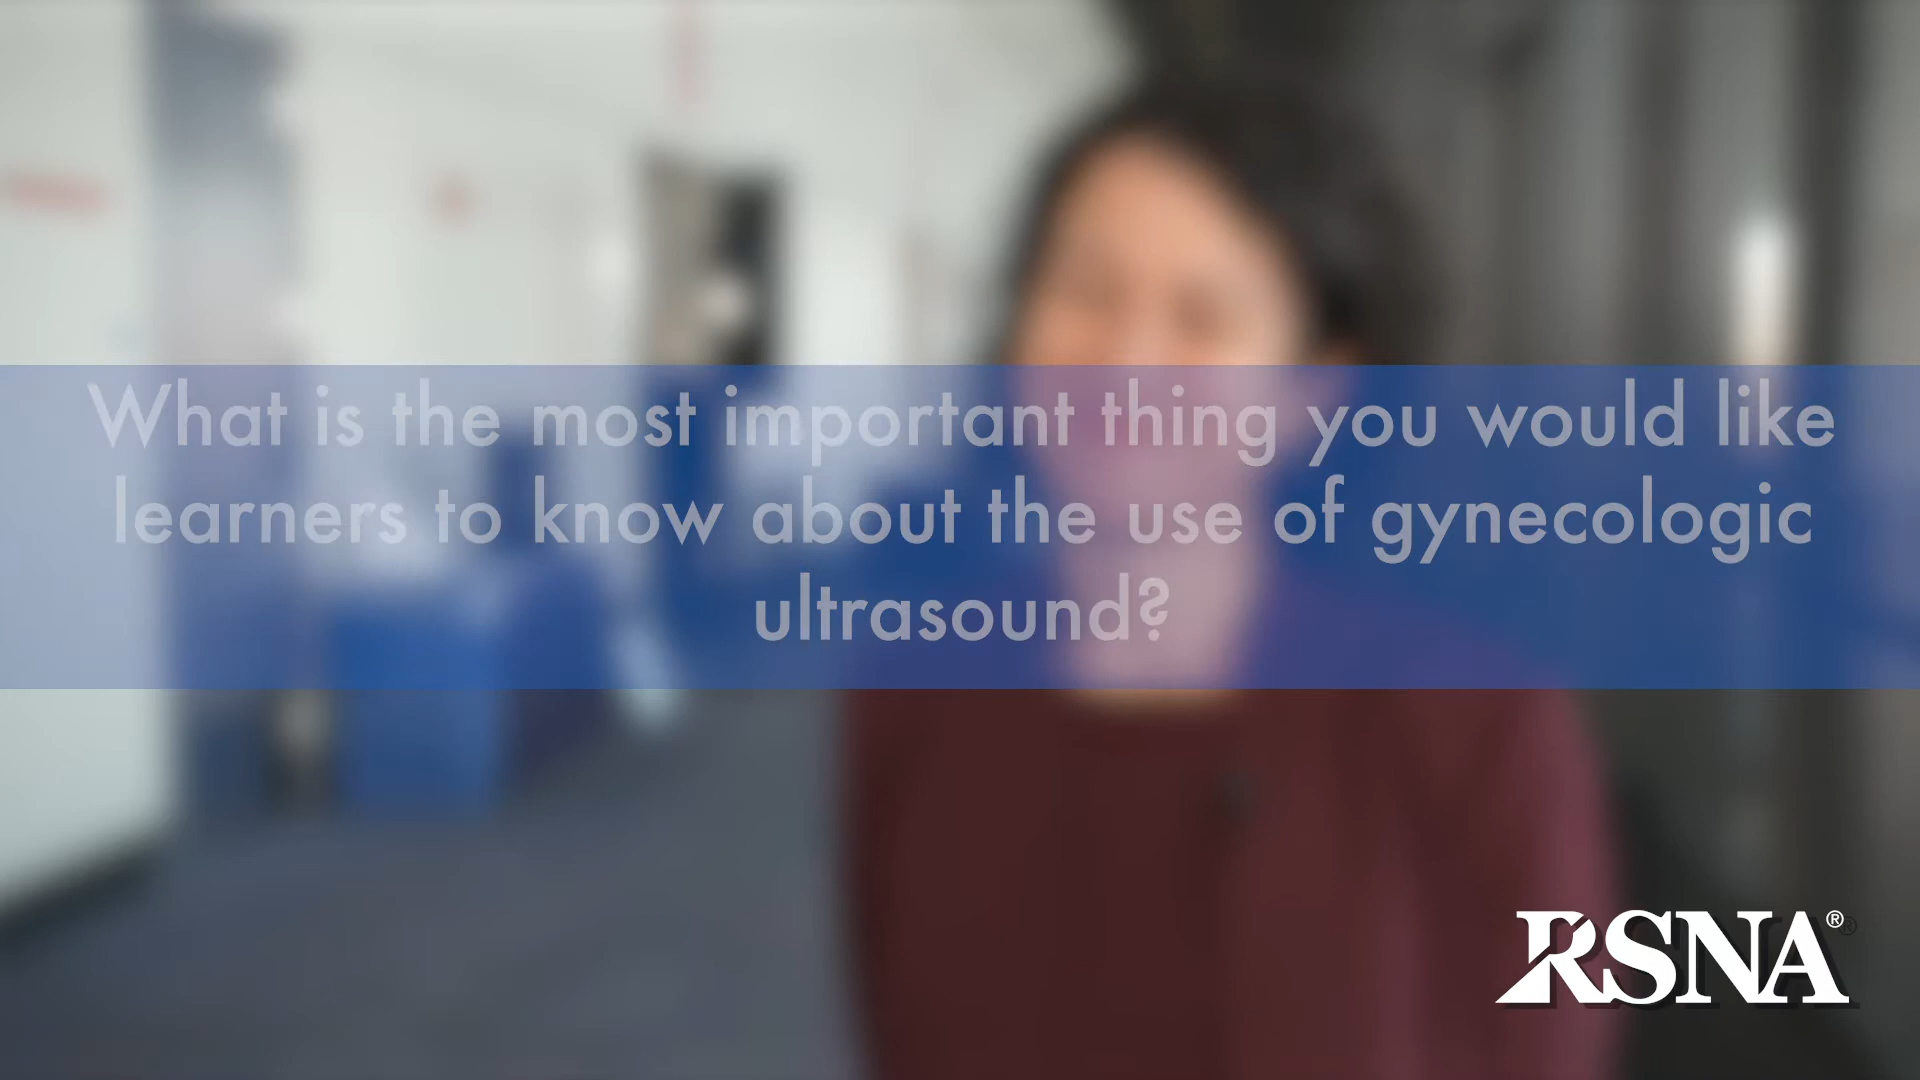 What is the most important thing you would like
learners to know about the use of gynecologic
ultrasound?
RSNA®